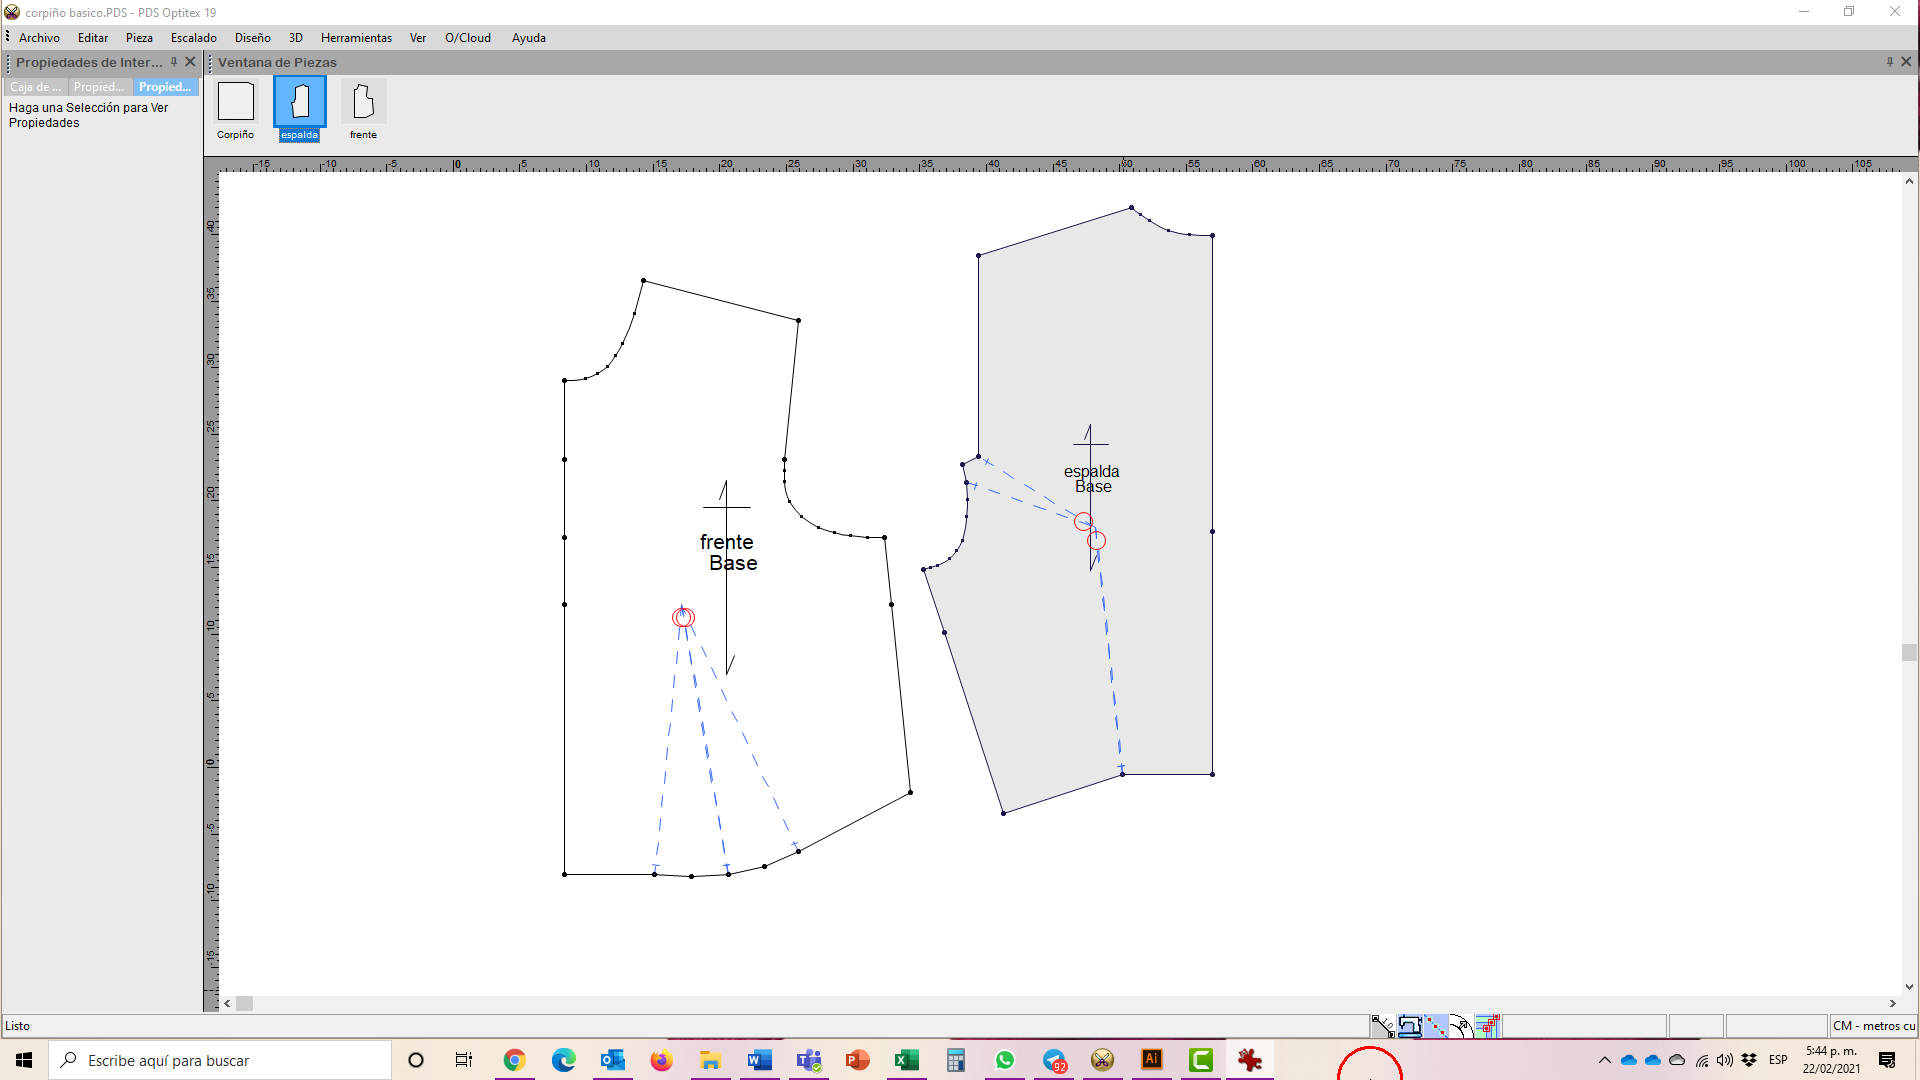 corpiño basico.PDS - PDS Optitex 19
Archivo Editar Pieza Escalado Diseño 3D Herramientas Ver O/Cloud Ayuda
Propiedades de Inter...
Ventana de Piezas
Caja de ... Propied... Propied...
Haga una Selección para Ver
Propiedades
Corpiño espalda frente
-15 -10 -5 0 5 10 15 20 25 30 35 40 45 50 55 60 65 70 75 80 85 90 95 100 105
40
35
30
25
20
15
10
5
0
-5
-10
-15
espalda
Base
frente
Base
Listo
CM - metros cu
Escribe aquí para buscar
92
Ai
ESP
5:44 p. m.
22/02/2021